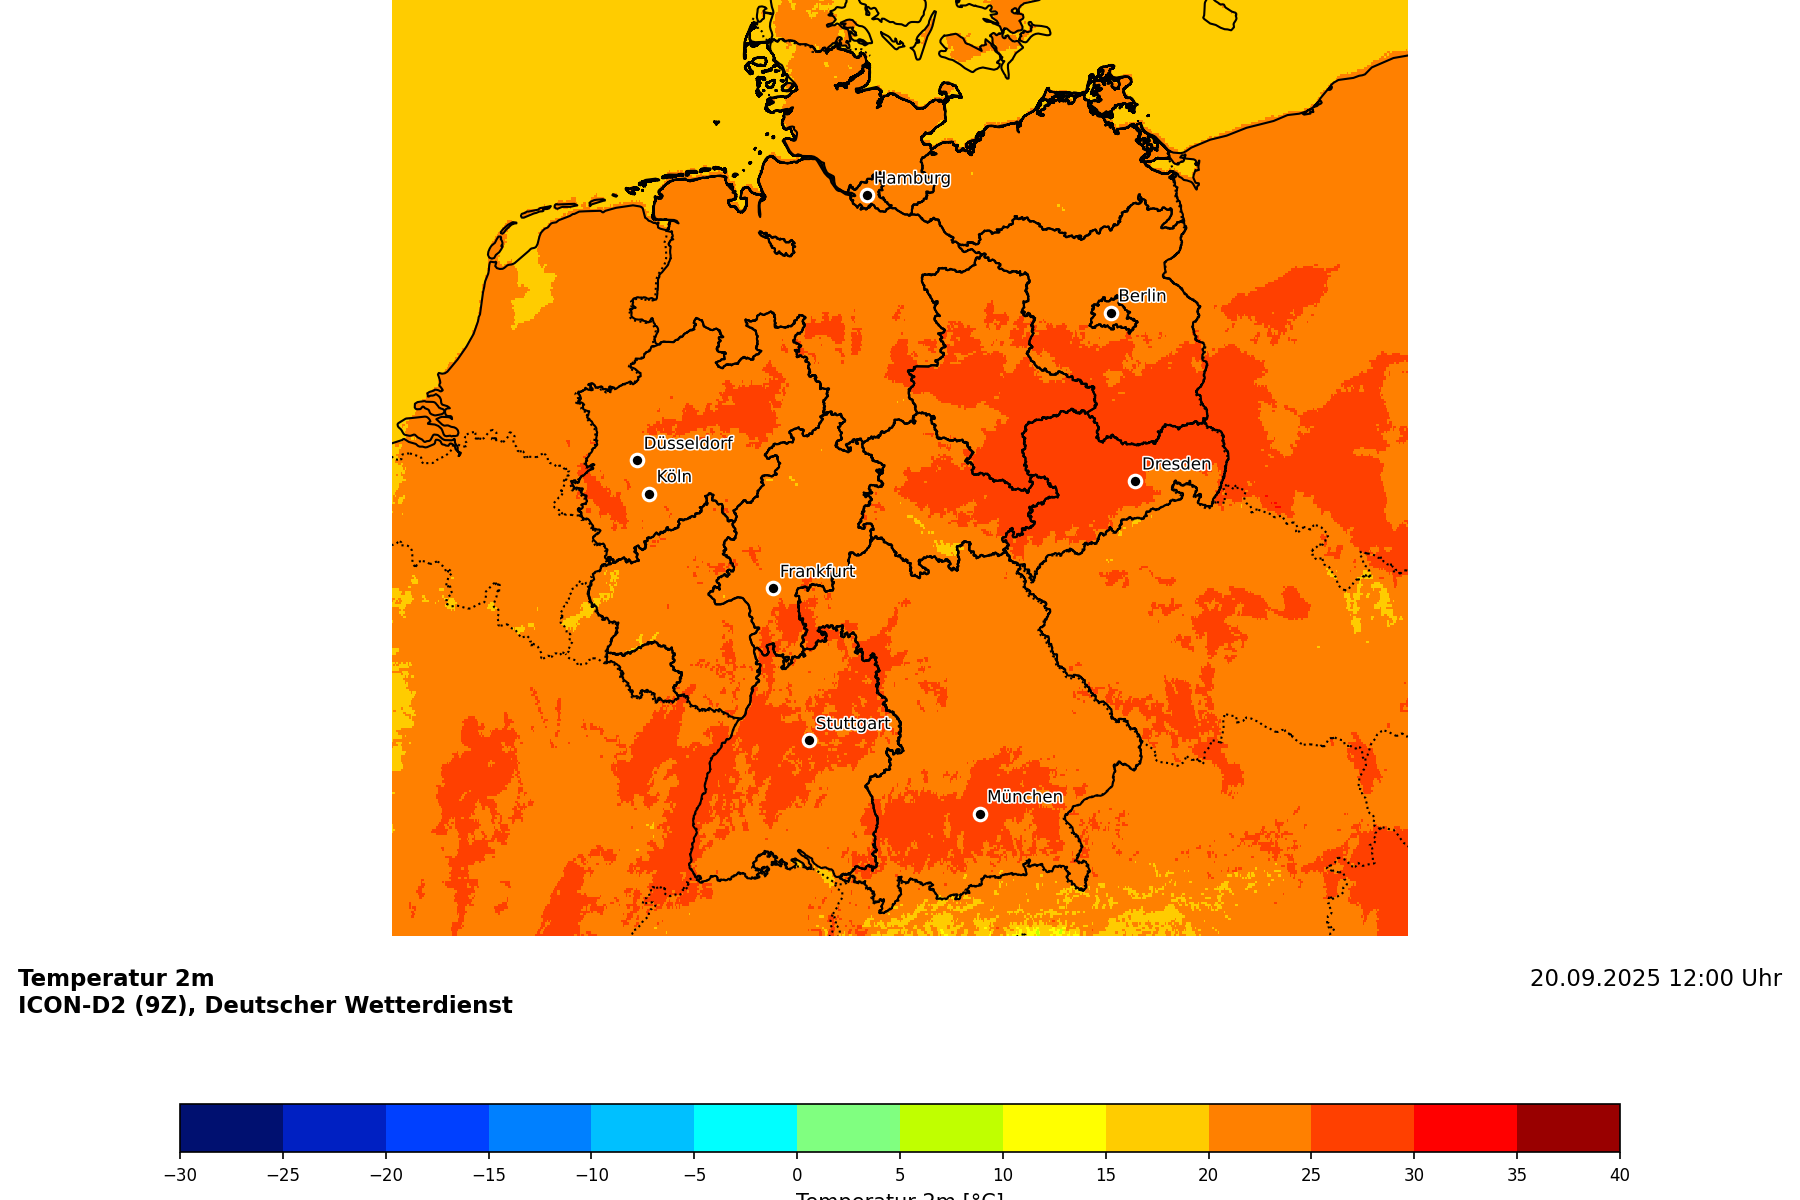 Hamburg
Berlin
Düsseldorf
Köln
Dresden
Frankfurt
Stuttgart
München
Temperatur 2m
ICON-D2 (9Z), Deutscher Wetterdienst
20.09.2025 12:00 Uhr
−30 −25 −20 −15 −10 −5 0 5 10 15 20 25 30 35 40
Temperatur 2m [°C]